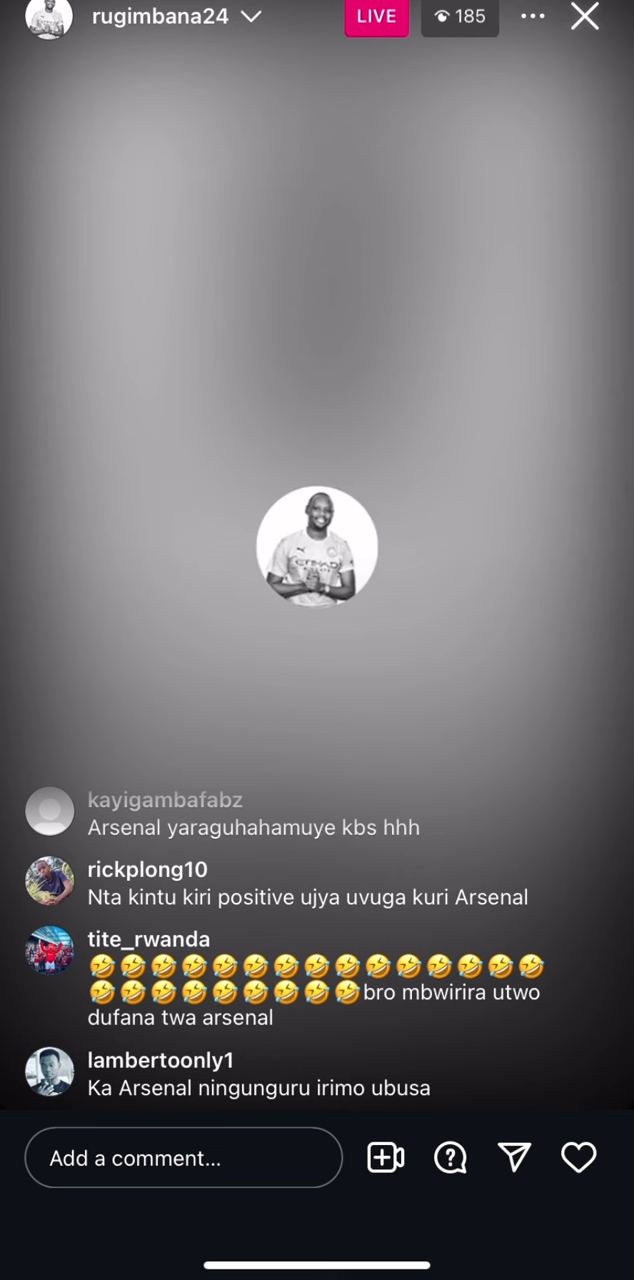 rugimbana24
LIVE
185
ETIHAD
kayigambafabz
Arsenal yaraguhahamuye kbs hhh
rickplong10
Nta kintu kiri positive ujya uvuga kuri Arsenal
tite_rwanda
🤣🤣🤣🤣🤣🤣🤣🤣🤣🤣🤣🤣🤣🤣🤣
🤣🤣🤣🤣🤣🤣🤣🤣🤣bro mbwirira utwo
dufana twa arsenal
lambertoonly1
Ka Arsenal ningunguru irimo ubusa
Add a comment...